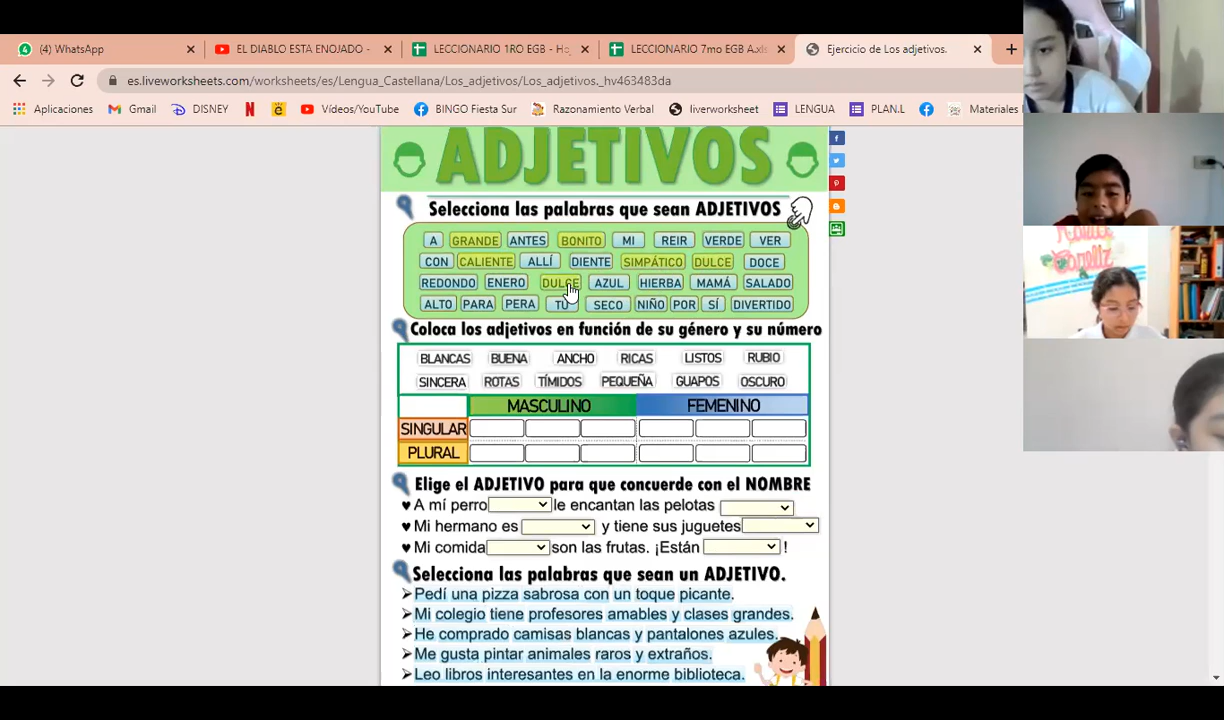 (4) WhatsApp
EL DIABLO ESTA ENOJADO -
LECCIONARIO 1RO EGB - Ho
LECCIONARIO 7mo EGB A.xls
Ejercicio de Los adjetivos.
es.liveworksheets.com/worksheets/es/Lengua_Castellana/Los_adjetivos/Los_adjetivos._hv463483da
Aplicaciones Gmail DISNEY Vídeos/YouTube BINGO Fiesta Sur Razonamiento Verbal liverworksheet LENGUA PLAN.L Materiales
ADJETIVOS
Selecciona las palabras que sean ADJETIVOS
A GRANDE ANTES BONITO MI REIR VERDE VER
CON CALIENTE ALLÍ DIENTE SIMPÁTICO DULCE DOCE
REDONDO ENERO DULCE AZUL HIERBA MAMÁ SALADO
ALTO PARA PERA TÚ SECO NIÑO POR SÍ DIVERTIDO
Coloca los adjetivos en función de su género y su número
BLANCAS BUENA ANCHO RICAS LISTOS RUBIO
SINCERA ROTAS TÍMIDOS PEQUEÑA GUAPOS OSCURO
MASCULINO FEMENINO
SINGULAR
PLURAL
Elige el ADJETIVO para que concuerde con el NOMBRE
♥ A mí perro le encantan las pelotas
♥ Mi hermano es y tiene sus juguetes
♥ Mi comida son las frutas. ¡Están !
Selecciona las palabras que sean un ADJETIVO.
➢ Pedí una pizza sabrosa con un toque picante.
➢ Mi colegio tiene profesores amables y clases grandes.
➢ He comprado camisas blancas y pantalones azules.
➢ Me gusta pintar animales raros y extraños.
➢ Leo libros interesantes en la enorme biblioteca.